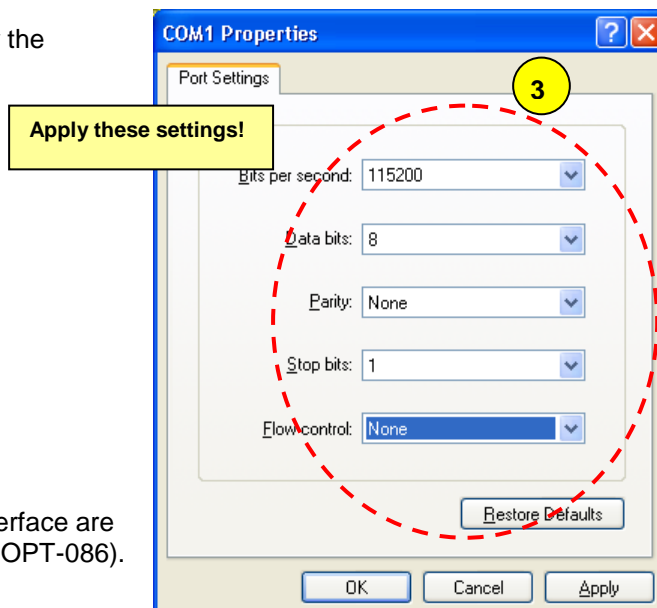 the
COM1 Properties
Port Settings
3
Apply these settings!
Bits per second: 115200
Data bits: 8
Parity: None
Stop bits: 1
Flow control: None
Restore Defaults
erface are
OPT-086).
OK Cancel Apply